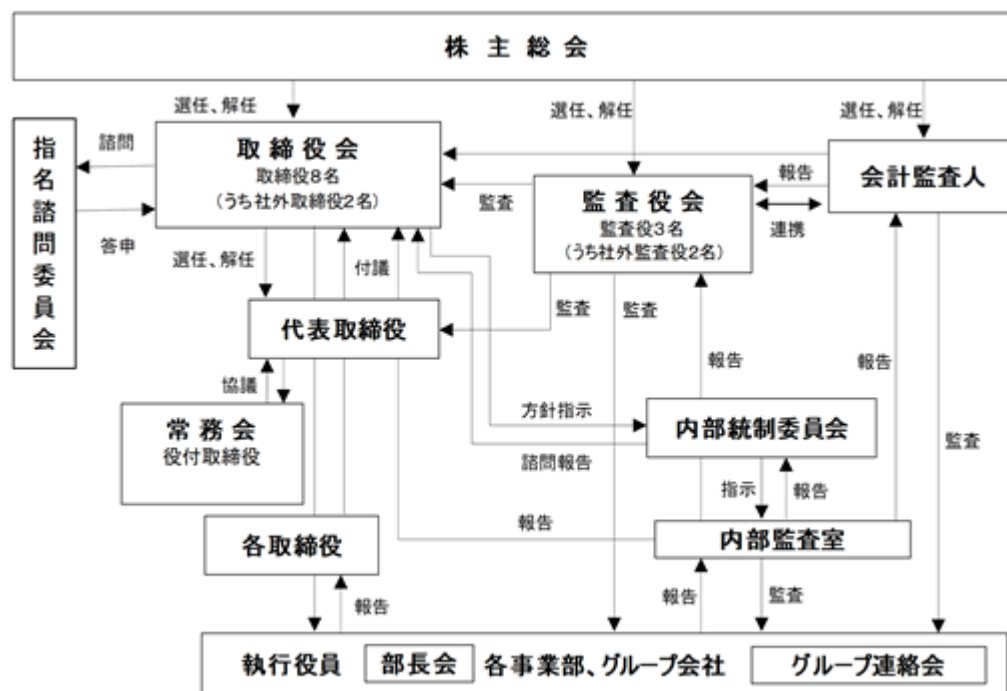 株主総会
選任、解任
選任、解任
選任、解任
指名諮問委員会
諮問
答申
取締役会
取締役8名
(うち社外取締役2名)
監査
監査役会
監査役3名
(うち社外監査役2名)
報告
連携
会計監査人
選任、解任
付議
代表取締役
監査
監査
報告
報告
協議
常務会
役付取締役
方針指示
諮問報告
内部統制委員会
監査
指示
報告
各取締役
報告
内部監査室
報告
報告
監査
執行役員
部長会
各事業部、グループ会社
グループ連絡会